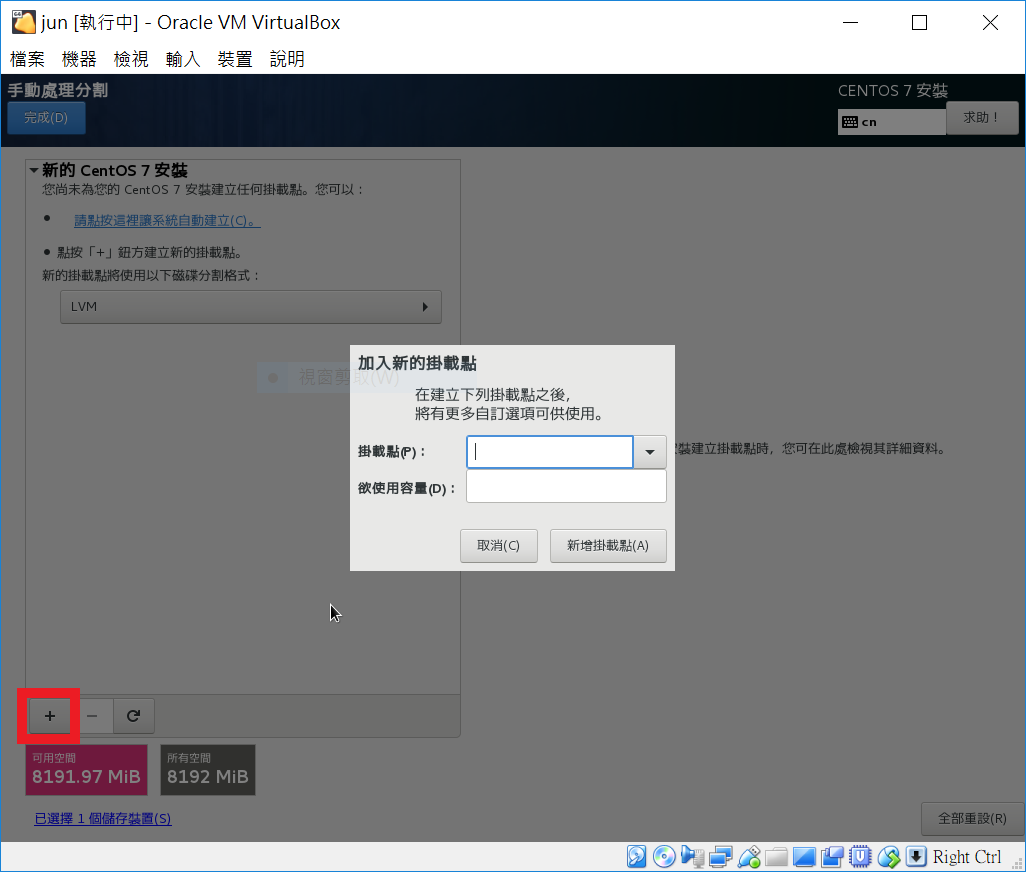 jun [執行中] - Oracle VM VirtualBox
檔案 機器 檢視 輸入 裝置 說明
手動處理分割
完成(D)
CENTOS 7 安裝
cn
求助！
新的 CentOS 7 安裝
您尚未為您的 CentOS 7 安裝建立任何掛載點。您可以：
請點按這裡讓系統自動建立(C)。
點按「+」鈕方建立新的掛載點。
新的掛載點將使用以下磁碟分割格式：
LVM
視窗剪取(W)
加入新的掛載點
在建立下列掛載點之後，
將有更多自訂選項可供使用。
掛載點(P)：
欲使用容量(D)：
取消(C)
新增掛載點(A)
裝建立掛載點時，您可在此處檢視其詳細資料。
+ −
可用空間
8191.97 MiB
所有空間
8192 MiB
已選擇 1 個儲存裝置(S)
全部重設(R)
Right Ctrl